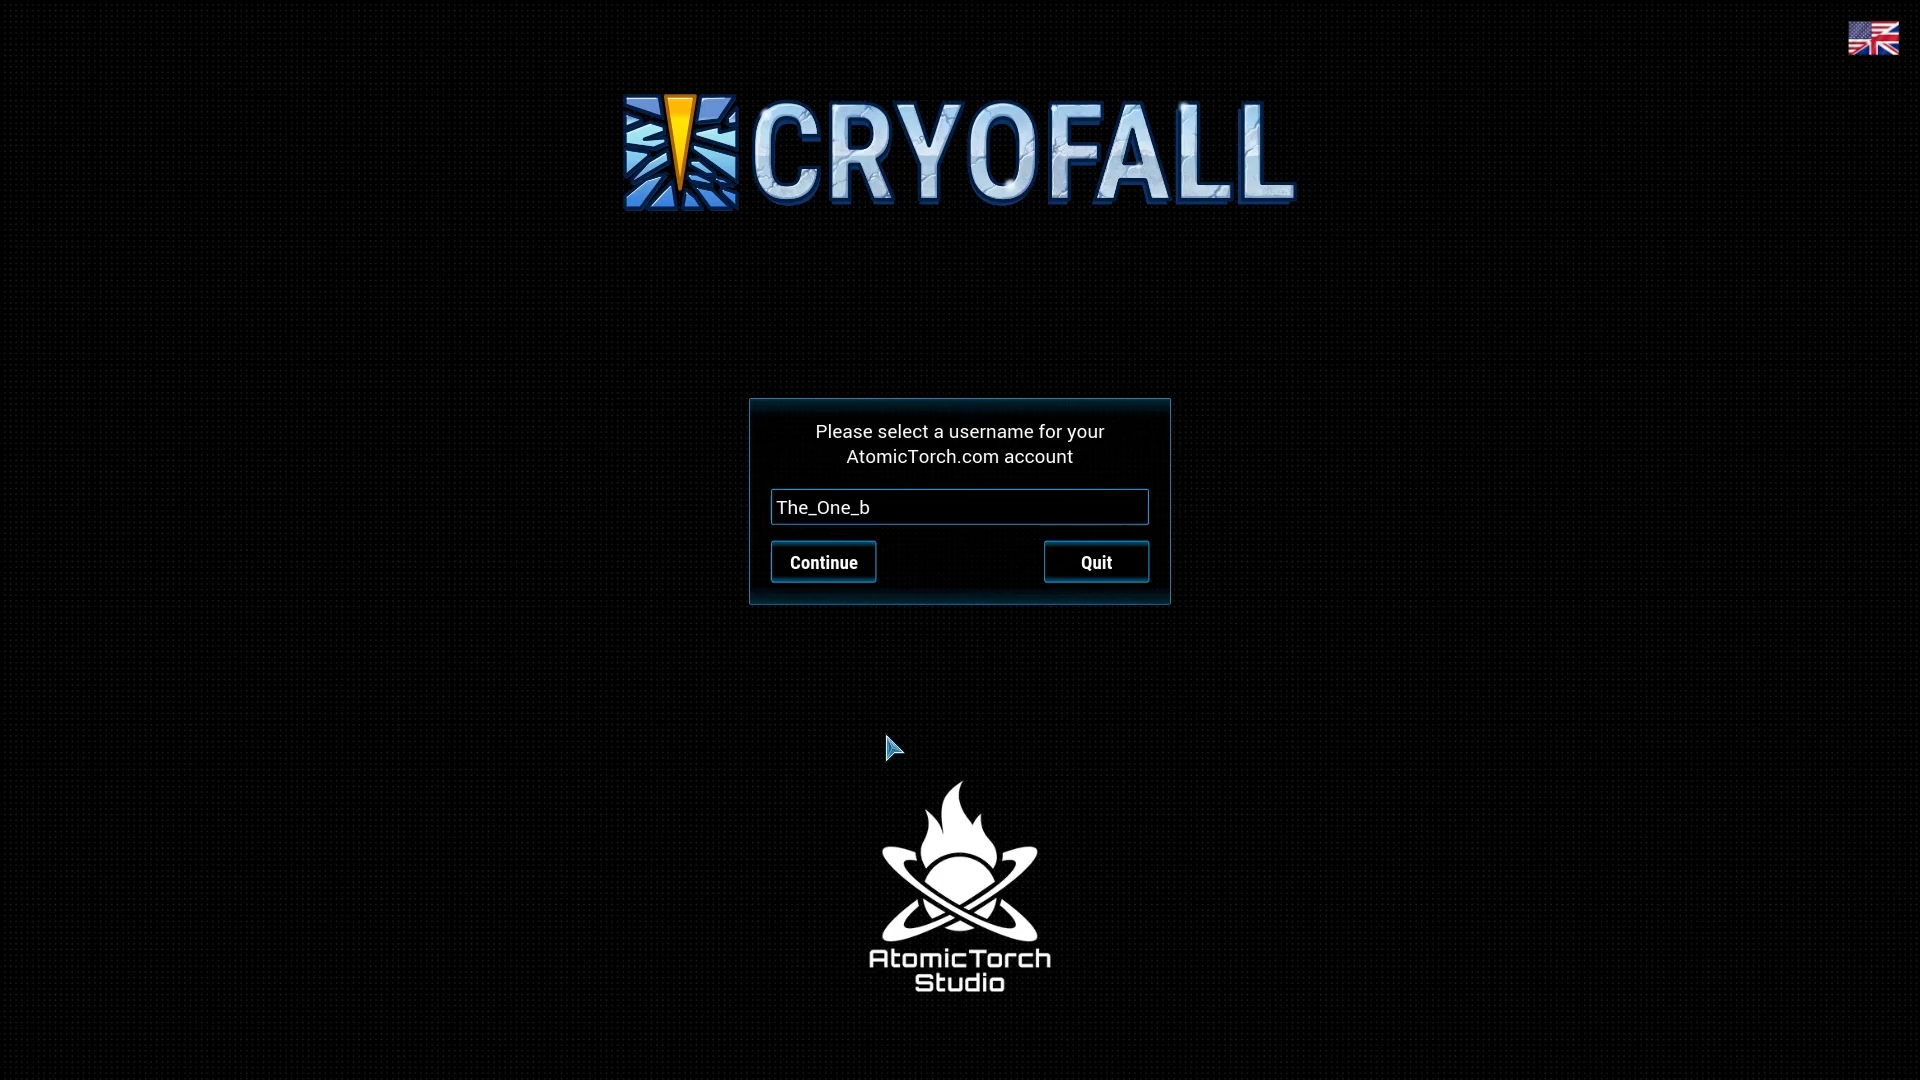 CRYOFALL
Please select a username for your
AtomicTorch.com account
The_One_b
Continue
Quit
AtomicTorch
Studio